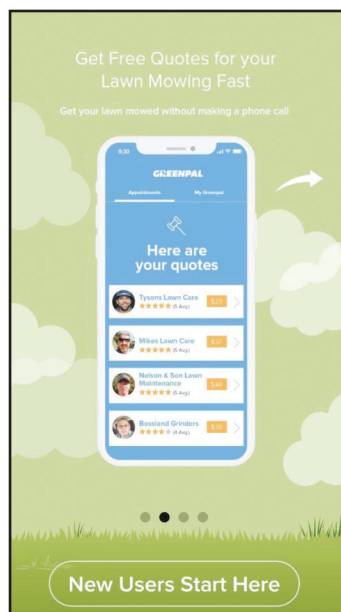 Get Free Quotes for your
Lawn Mowing Fast
Get your lawn mowed without making a phone call
9:30
GREENPAL
Appointments
My Greenpal
Here are
your quotes
Tysons Lawn Care
(5 Avg.)
$29
Mikes Lawn Care
(5 Avg.)
$37
Nelson & Son Lawn
Maintenance
(5 Avg.)
$44
Bossland Grinders
(4 Avg.)
New Users Start Here